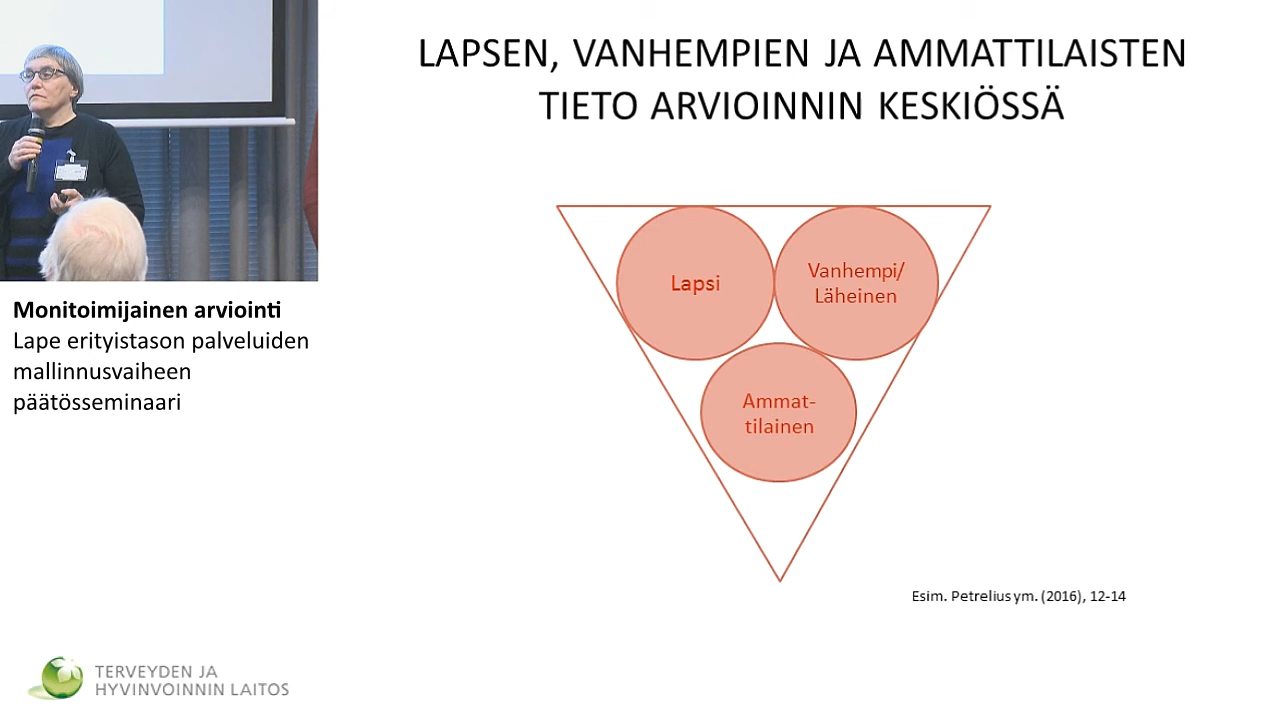 LAPSEN, VANHEMPIEN JA AMMATTILAISTEN
TIETO ARVIOINNIN KESKIÖSSÄ
Lapsi
Vanhempi/
Läheinen
Ammat-
tilainen
Esim. Petrelius ym. (2016), 12-14
Monitoimijainen arviointi
Lape erityistason palveluiden
mallinnusvaiheen
päätösseminaari
TERVEYDEN JA
HYVINVOINNIN LAITOS